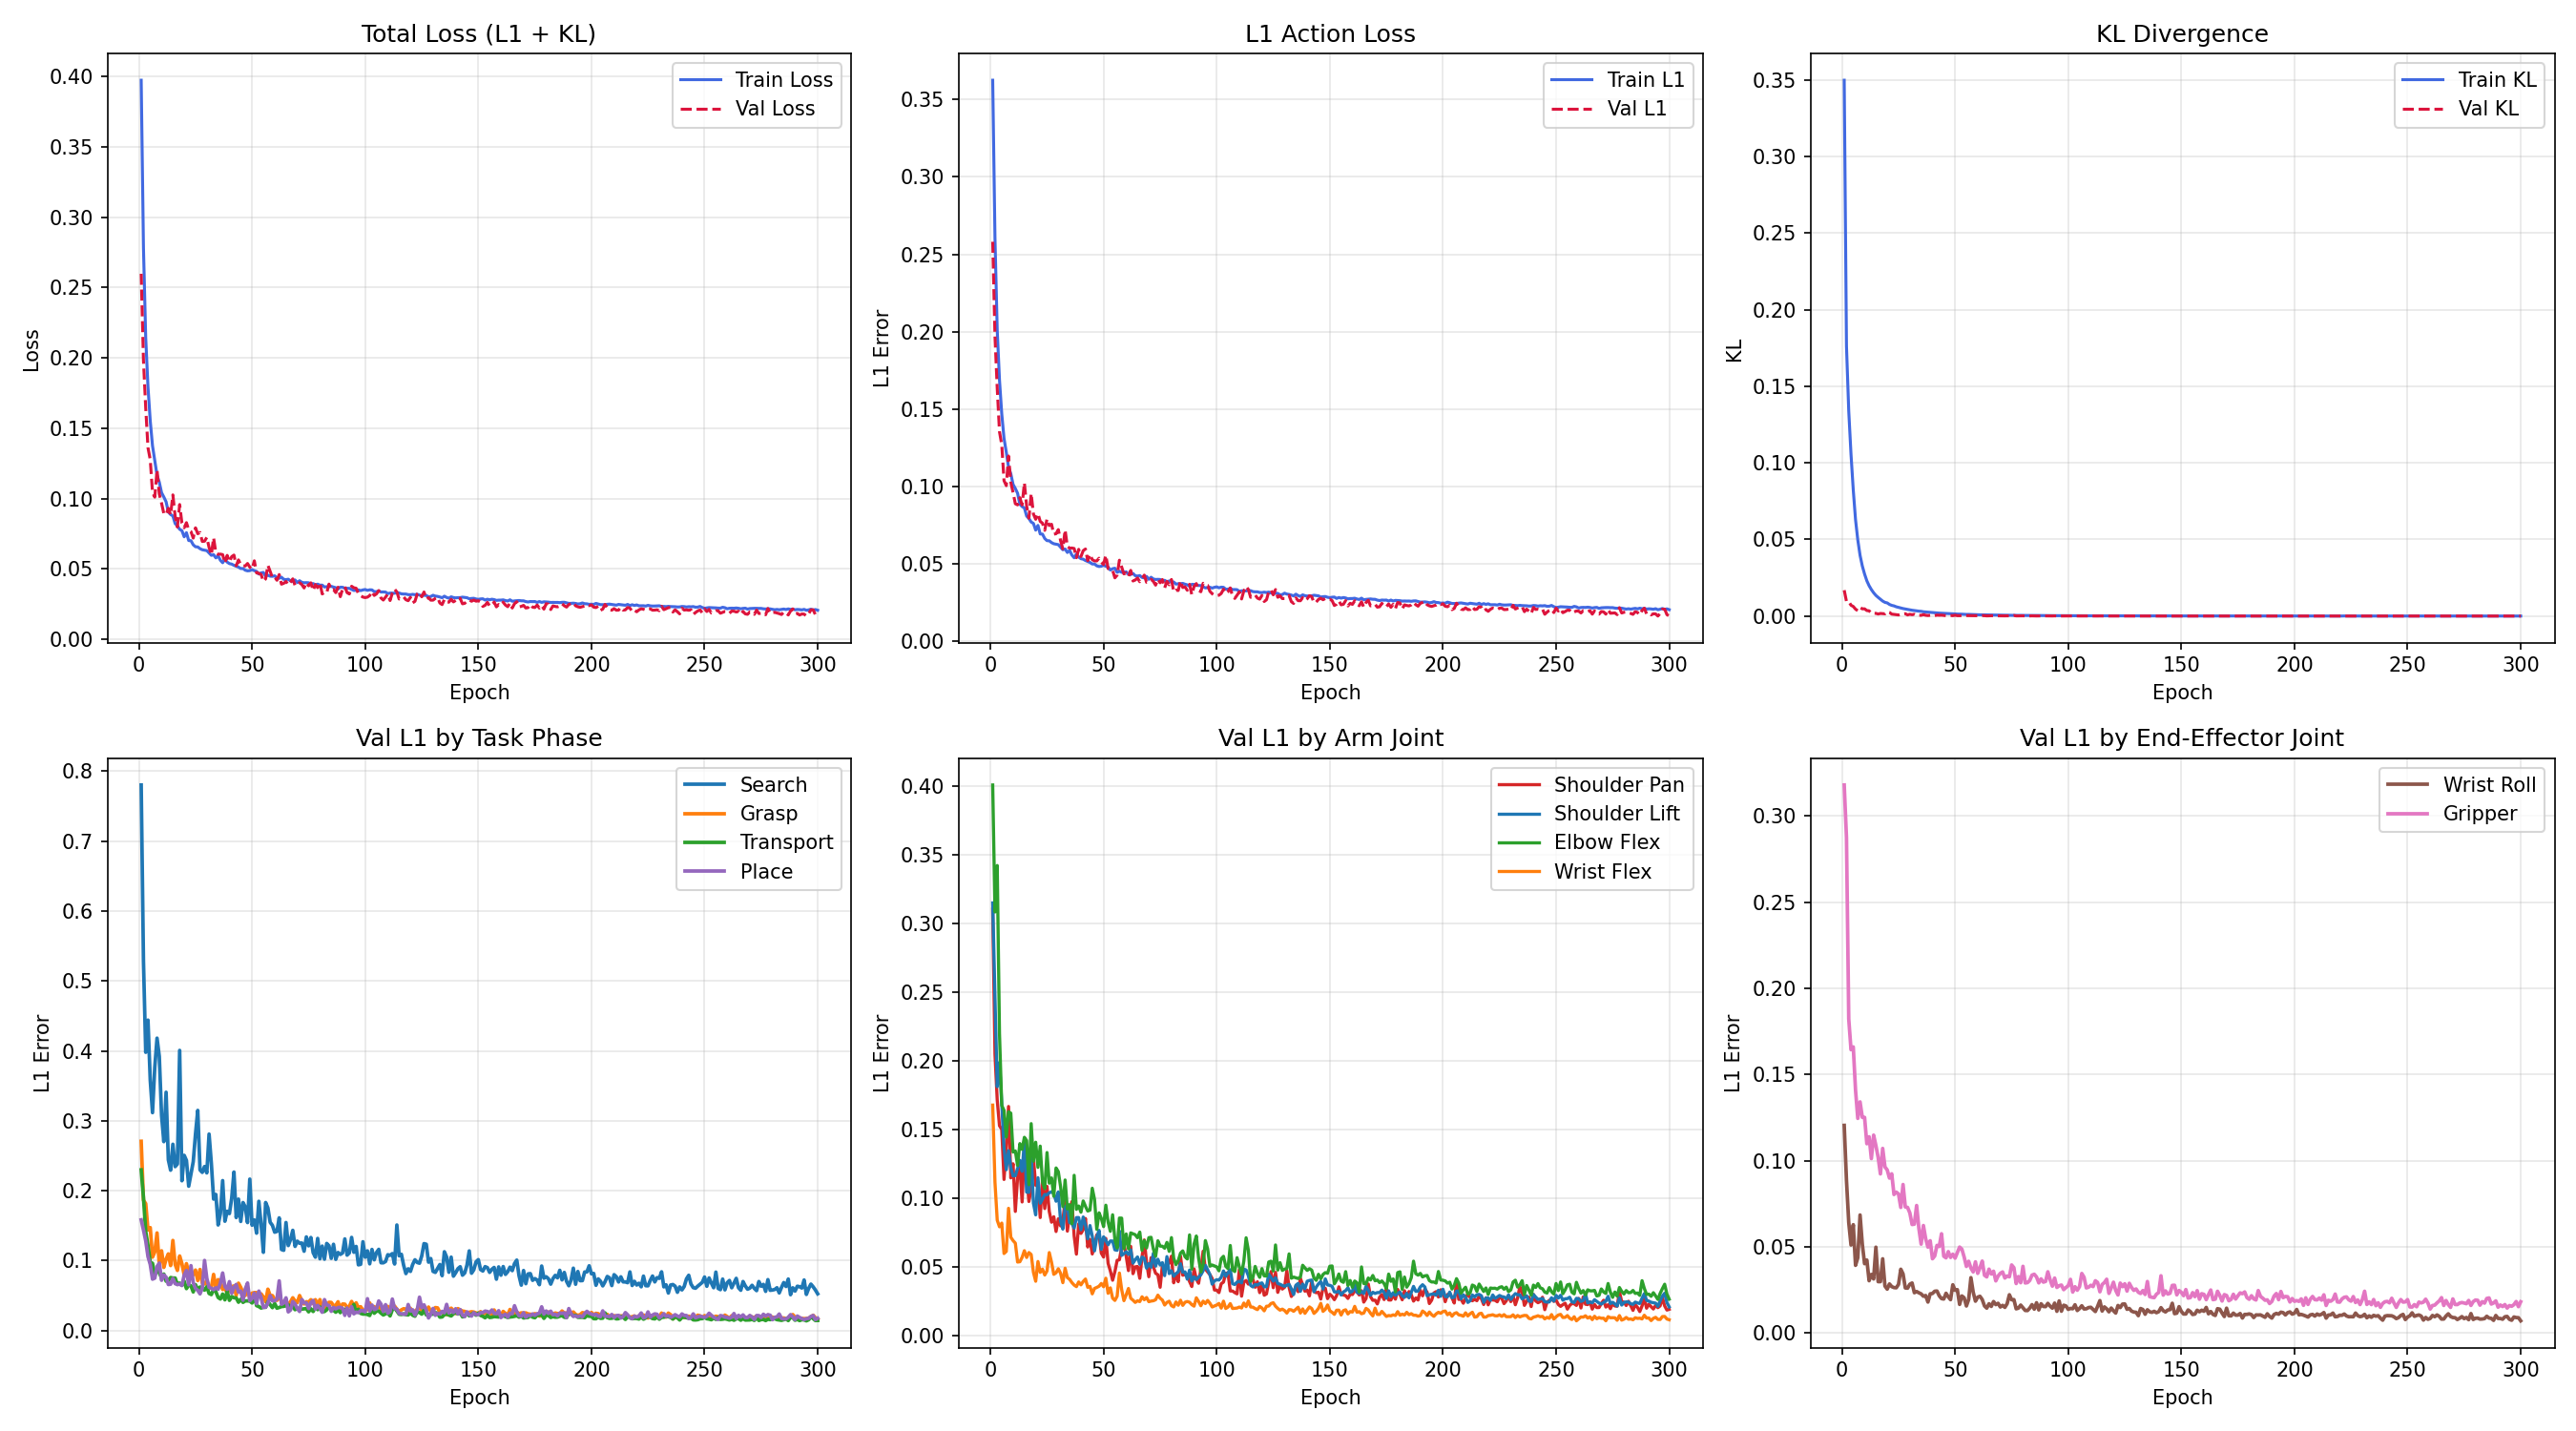 Total Loss (L1 + KL)
Train Loss
Val Loss
0.40
0.35
0.30
0.25
0.20
0.15
0.10
0.05
0.00
Loss
0 50 100 150 200 250 300
Epoch
L1 Action Loss
Train L1
Val L1
0.35
0.30
0.25
0.20
0.15
0.10
0.05
0.00
L1 Error
0 50 100 150 200 250 300
Epoch
KL Divergence
Train KL
Val KL
0.35
0.30
0.25
0.20
0.15
0.10
0.05
0.00
KL
0 50 100 150 200 250 300
Epoch
Val L1 by Task Phase
Search
Grasp
Transport
Place
0.8
0.7
0.6
0.5
0.4
0.3
0.2
0.1
0.0
L1 Error
0 50 100 150 200 250 300
Epoch
Val L1 by Arm Joint
Shoulder Pan
Shoulder Lift
Elbow Flex
Wrist Flex
0.40
0.35
0.30
0.25
0.20
0.15
0.10
0.05
0.00
L1 Error
0 50 100 150 200 250 300
Epoch
Val L1 by End-Effector Joint
Wrist Roll
Gripper
0.30
0.25
0.20
0.15
0.10
0.05
0.00
L1 Error
0 50 100 150 200 250 300
Epoch